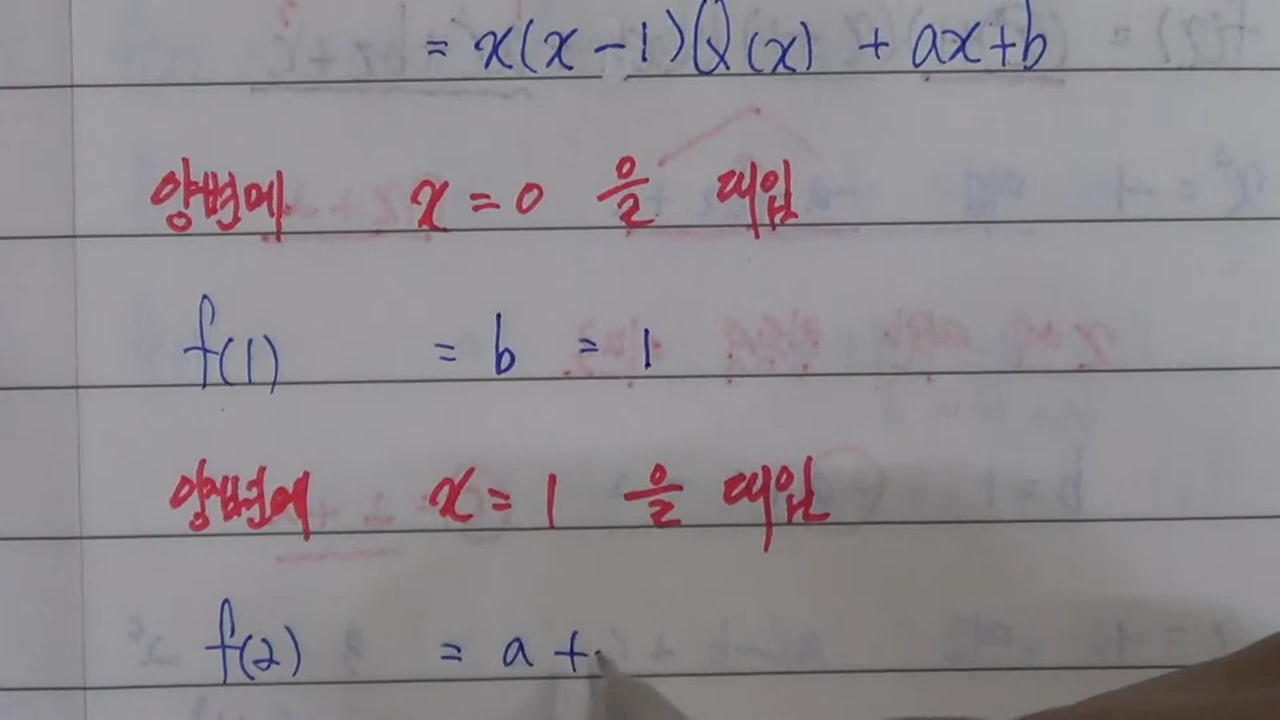 = x(x-1)Q(x) + ax+b
양변에 x=0 을 대입
f(1) = b = 1
양변에 x=1 을 대입
f(2) = a +